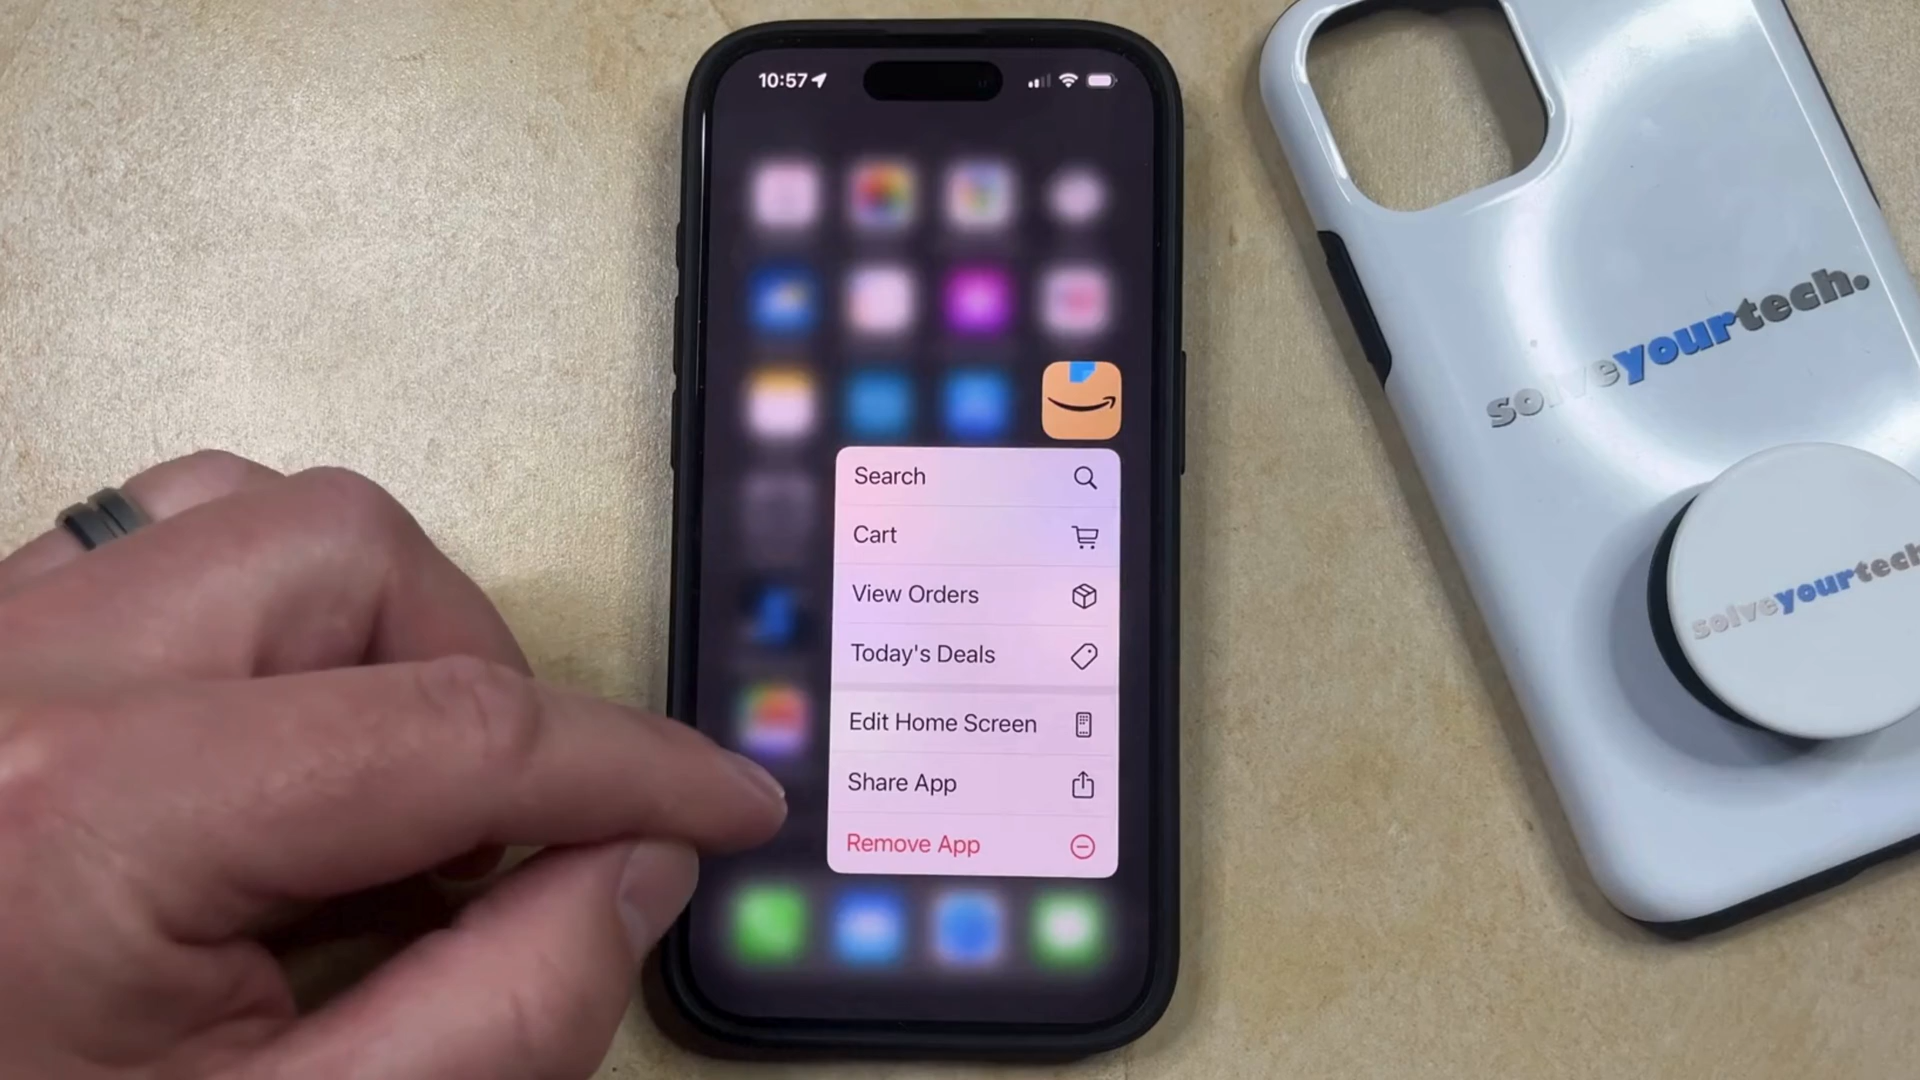 10:57
solveyourtech.
Search
Cart
View Orders
solveyourtech
Today's Deals
Edit Home Screen
Share App
Remove App